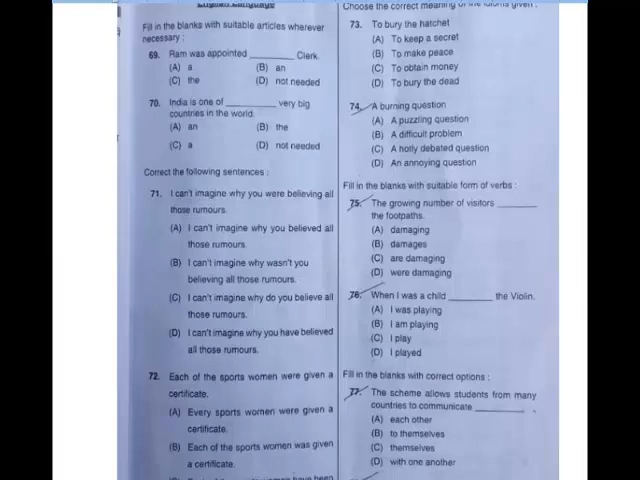 English Language
Fill in the blanks with suitable articles wherever
necessary :
69. Ram was appointed ________ Clerk.
(A) a (B) an
(C) the (D) not needed
70. India is one of ________ very big
countries in the world.
(A) an (B) the
(C) a (D) not needed
Correct the following sentences :
71. I can't imagine why you were believing all
those rumours.
(A) I can't imagine why you believed all
those rumours.
(B) I can't imagine why wasn't you
believing all those rumours.
(C) I can't imagine why do you believe all
those rumours.
(D) I can't imagine why you have believed
all those rumours.
72. Each of the sports women were given a
certificate.
(A) Every sports women were given a
certificate.
(B) Each of the sports women was given
a certificate.
Choose the correct meaning of the idioms given :
73. To bury the hatchet
(A) To keep a secret
(B) To make peace
(C) To obtain money
(D) To bury the dead
74. A burning question
(A) A puzzling question
(B) A difficult problem
(C) A hotly debated question
(D) An annoying question
Fill in the blanks with suitable form of verbs :
75. The growing number of visitors ________
the footpaths.
(A) damaging
(B) damages
(C) are damaging
(D) were damaging
76. When I was a child ________ the Violin.
(A) I was playing
(B) I am playing
(C) I play
(D) I played
Fill in the blanks with correct options :
77. The scheme allows students from many
countries to communicate ________ .
(A) each other
(B) to themselves
(C) themselves
(D) with one another